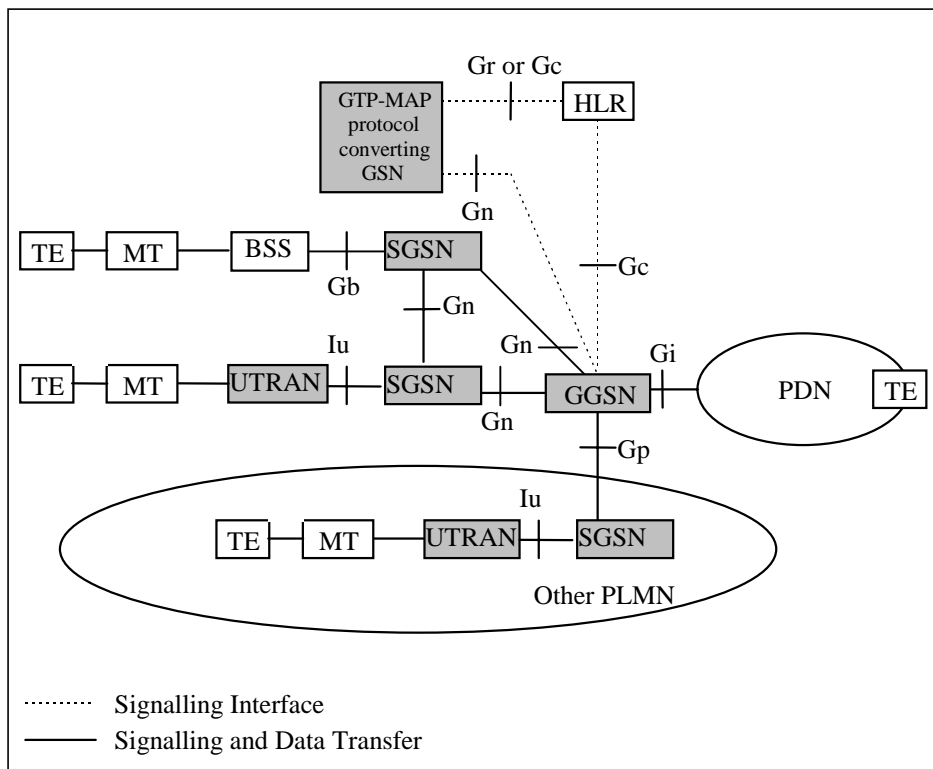 Gr or Gc
GTP-MAP
protocol
converting
GSN
HLR
Gn
TE
MT
BSS
SGSN
Gb
Gc
Gn
Gn
Iu
Gi
TE
MT
UTRAN
SGSN
Gn
GGSN
PDN
TE
Gp
Iu
TE
MT
UTRAN
SGSN
Other PLMN
Signalling Interface
Signalling and Data Transfer